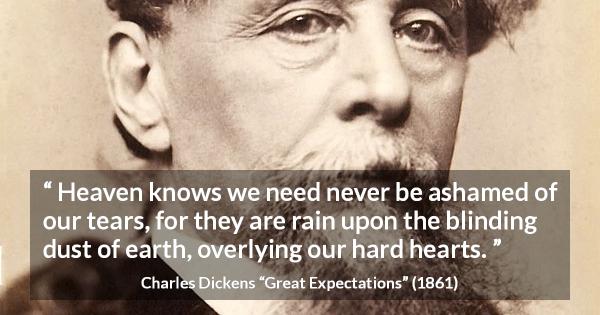 “ Heaven knows we need never be ashamed of
our tears, for they are rain upon the blinding
dust of earth, overlying our hard hearts. ”
Charles Dickens “Great Expectations” (1861)